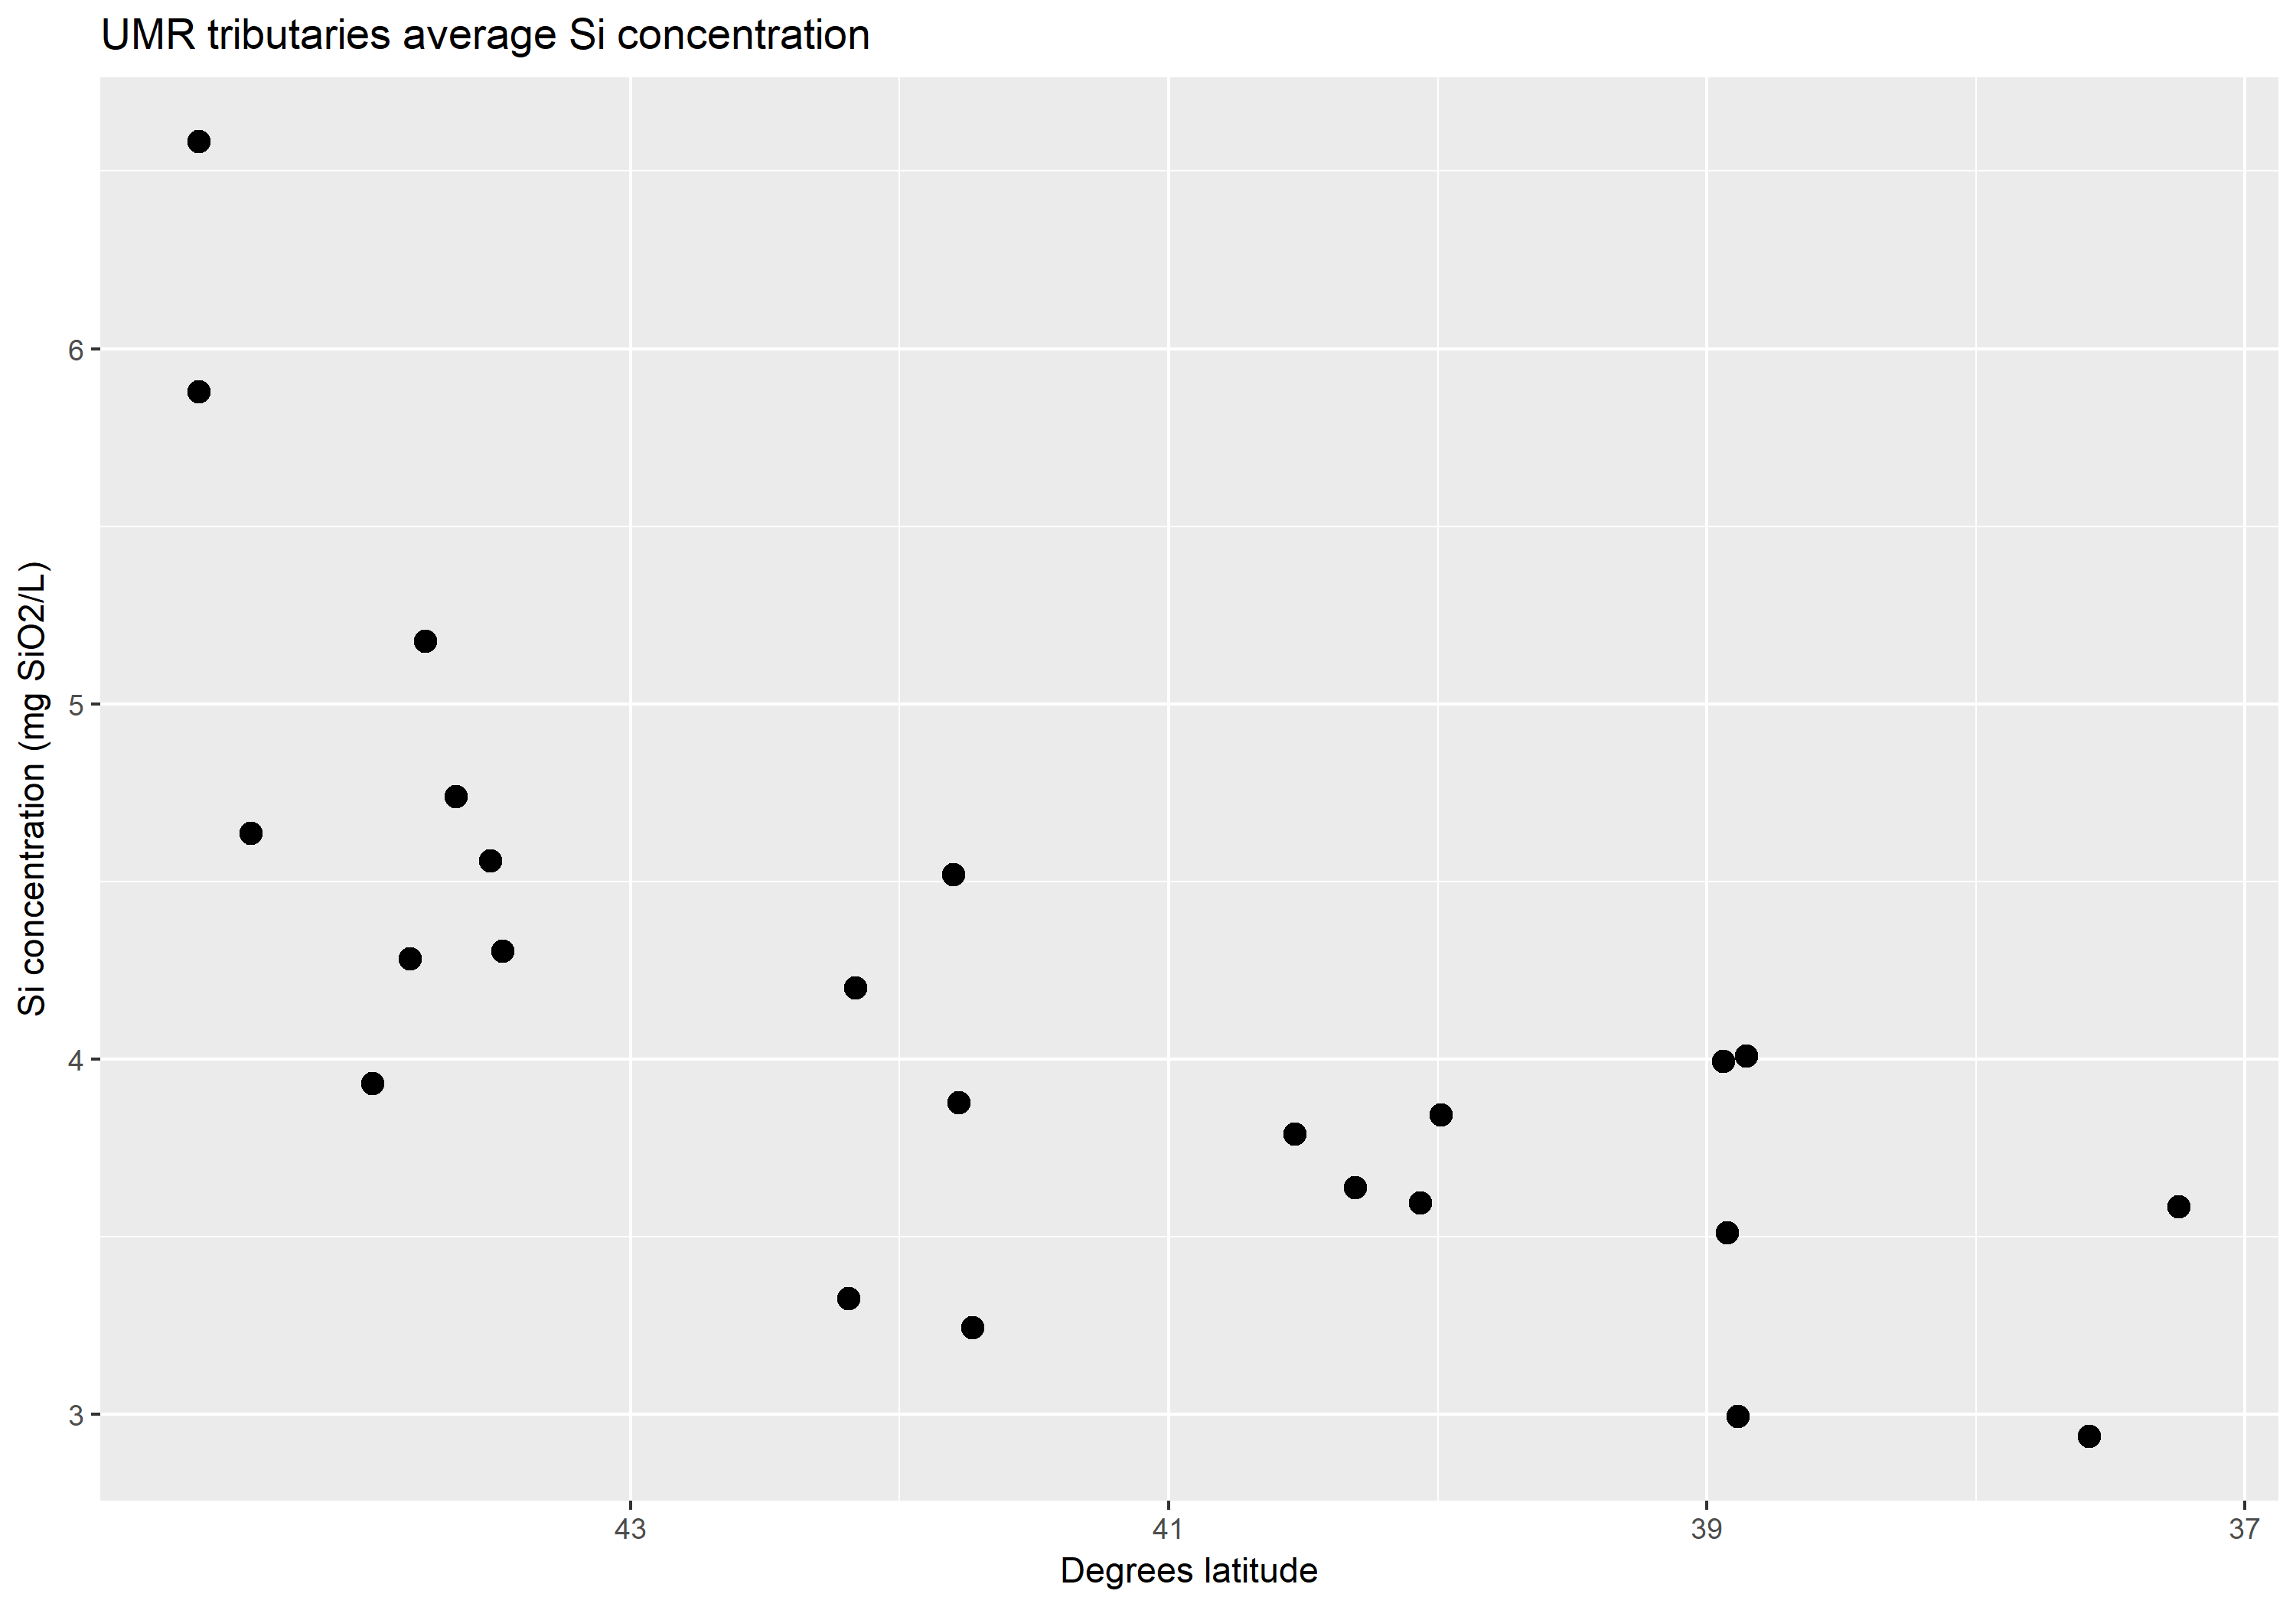 UMR tributaries average Si concentration
Si concentration (mg SiO2/L)
6
5
4
3
43
41
39
37
Degrees latitude